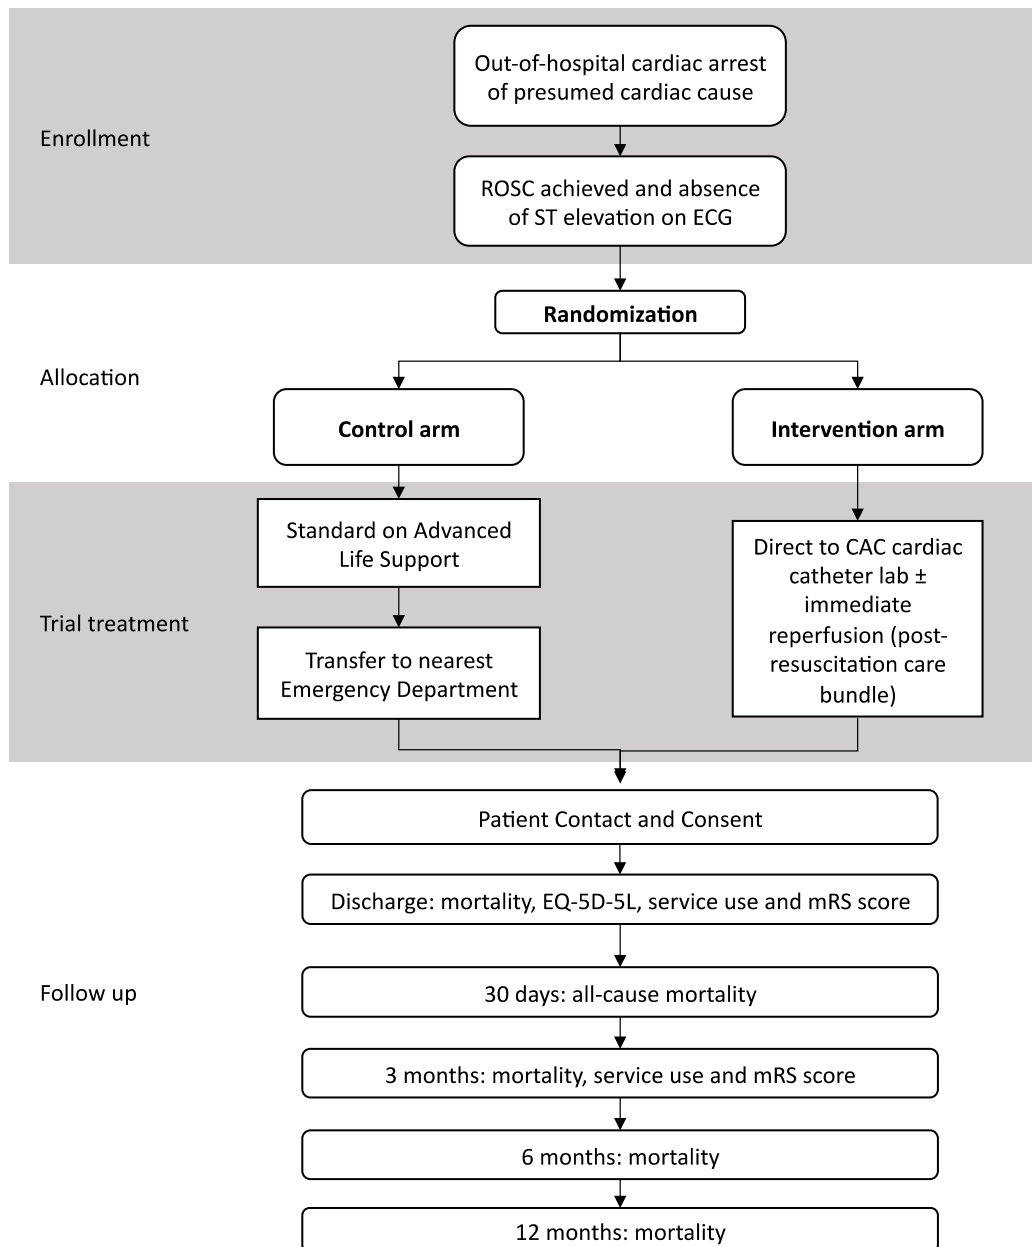 Enrollment
Out-of-hospital cardiac arrest
of presumed cardiac cause
ROSC achieved and absence
of ST elevation on ECG
Allocation
Randomization
Control arm
Intervention arm
Trial treatment
Standard on Advanced
Life Support
Transfer to nearest
Emergency Department
Direct to CAC cardiac
catheter lab ±
immediate
reperfusion (post-
resuscitation care
bundle)
Follow up
Patient Contact and Consent
Discharge: mortality, EQ-5D-5L, service use and mRS score
30 days: all-cause mortality
3 months: mortality, service use and mRS score
6 months: mortality
12 months: mortality